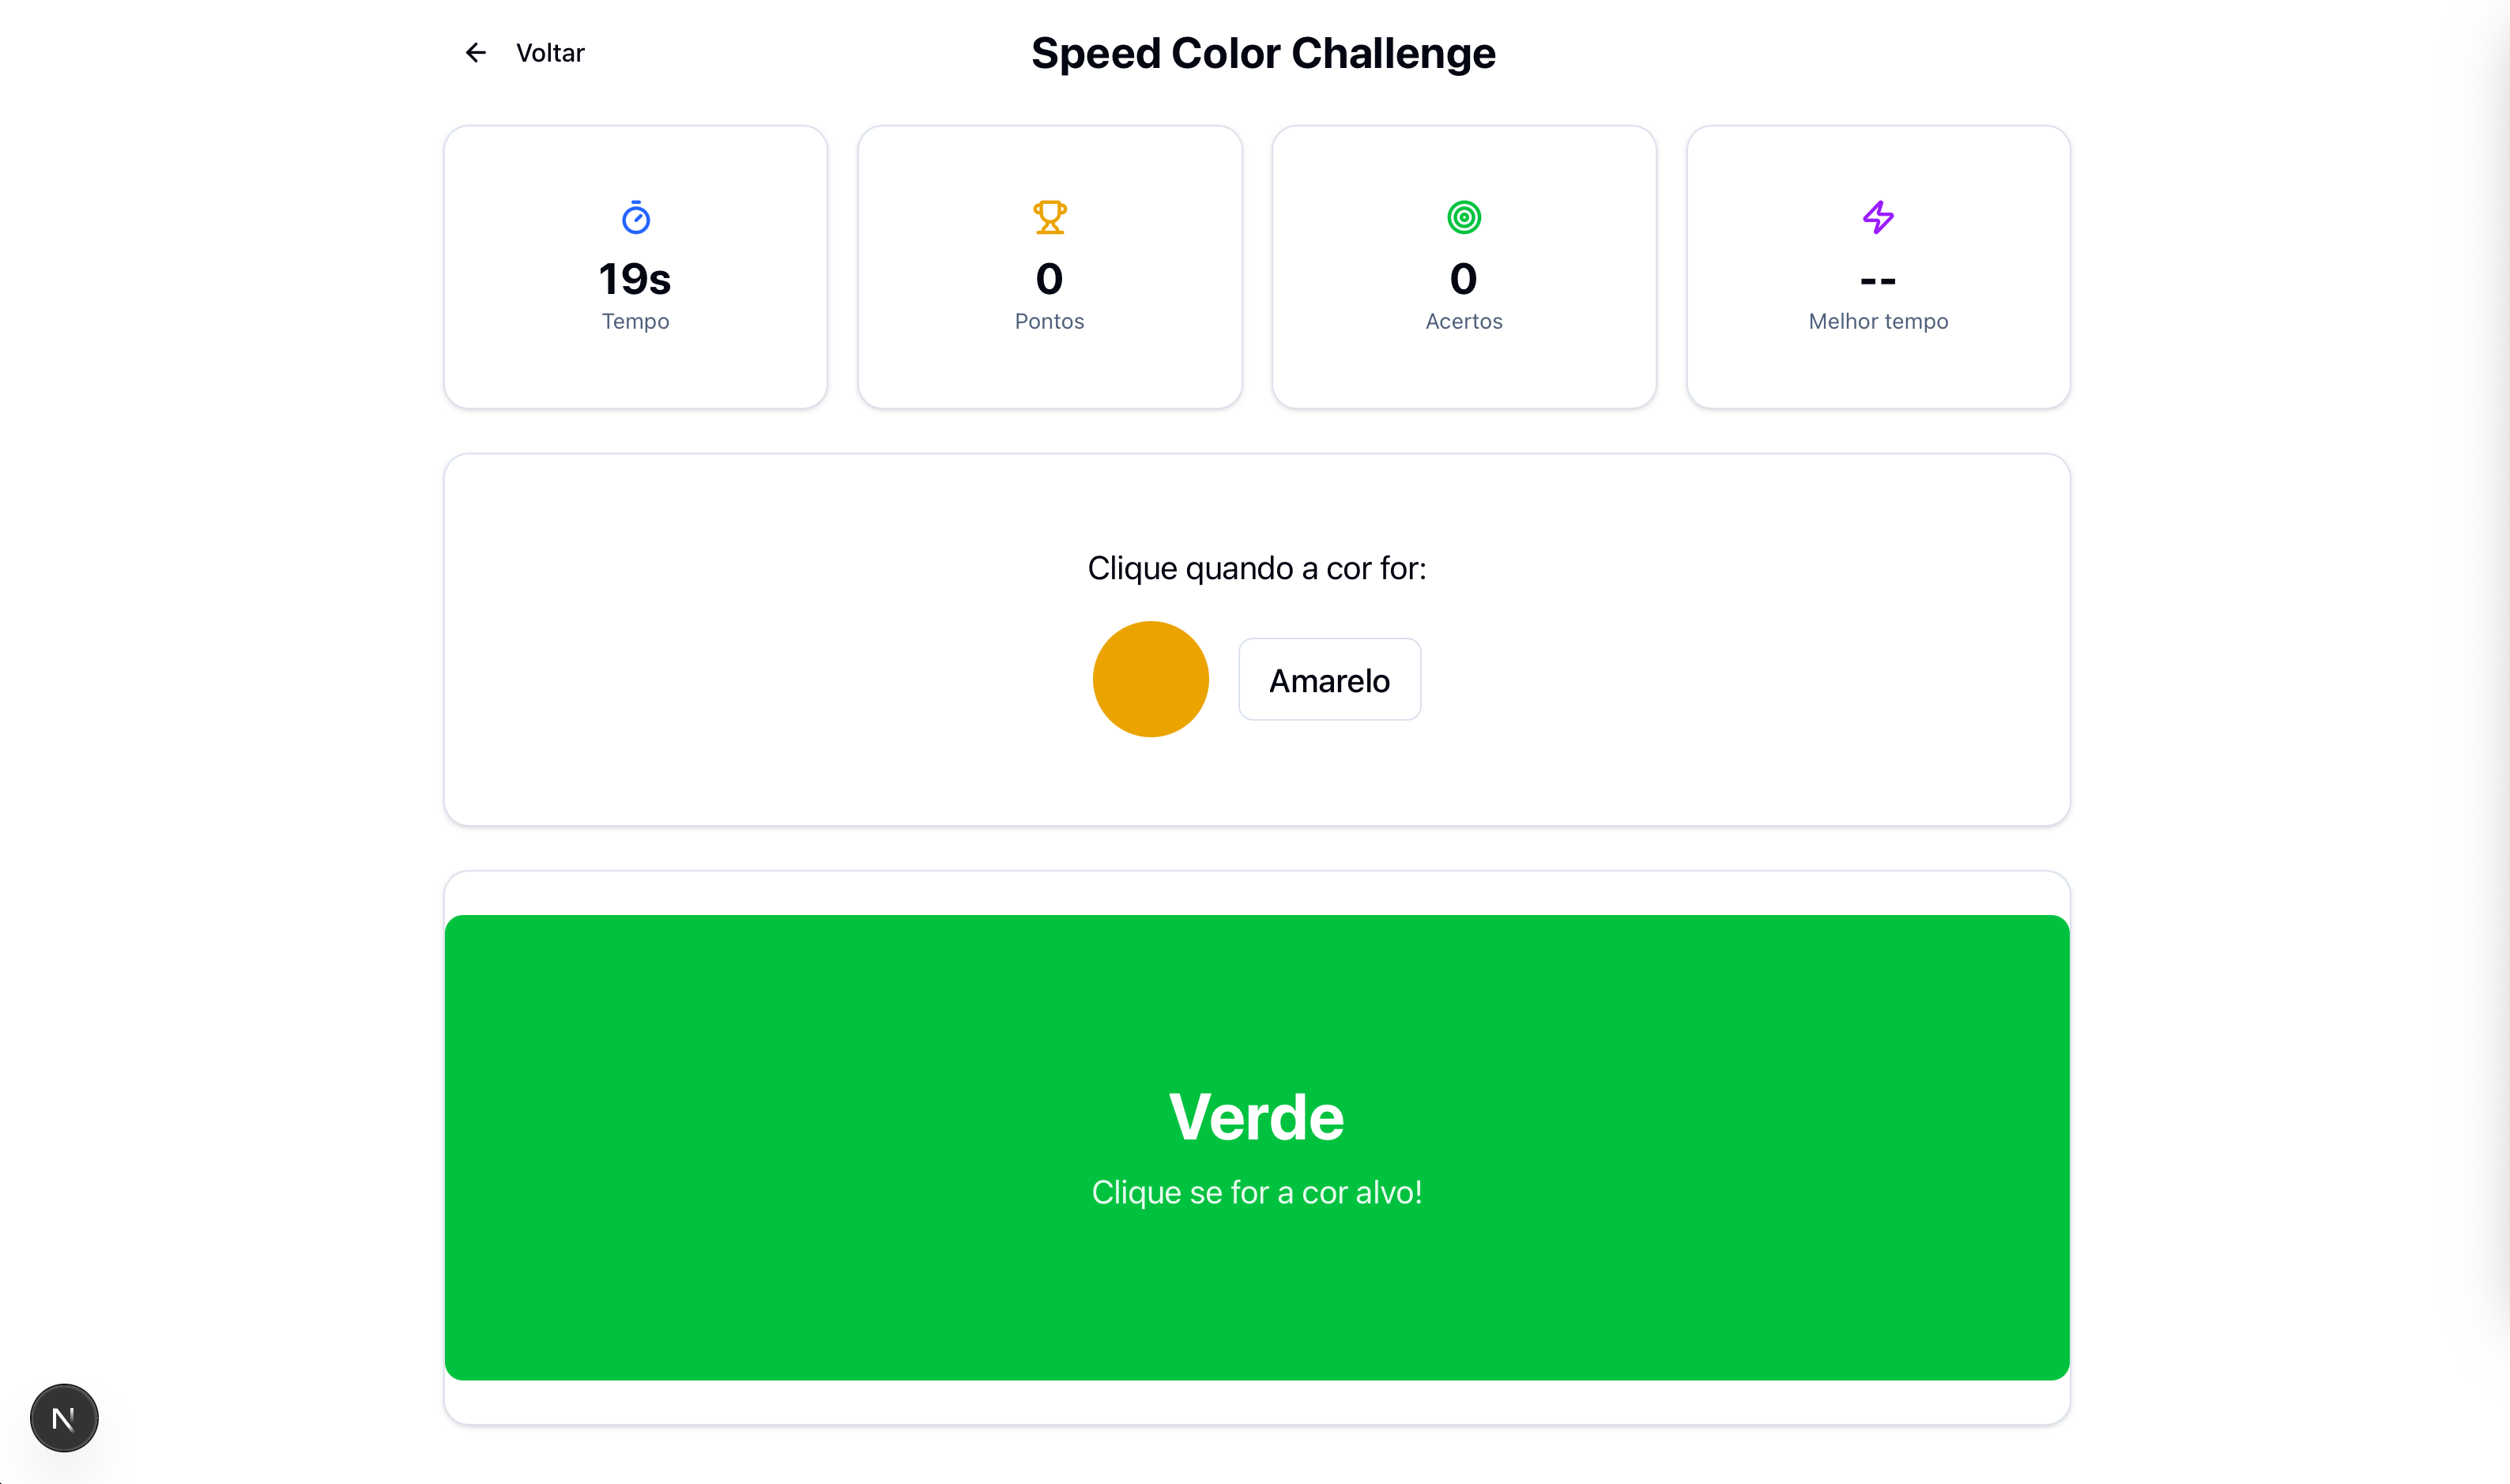 Voltar
Speed Color Challenge
19s
Tempo
0
Pontos
0
Acertos
--
Melhor tempo
Clique quando a cor for:
Amarelo
Verde
Clique se for a cor alvo!
N